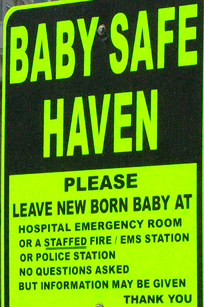 BABY SAFE
HAVEN
PLEASE
LEAVE NEW BORN BABY AT
HOSPITAL EMERGENCY ROOM
OR A STAFFED FIRE / EMS STATION
OR POLICE STATION
NO QUESTIONS ASKED
BUT INFORMATION MAY BE GIVEN
THANK YOU